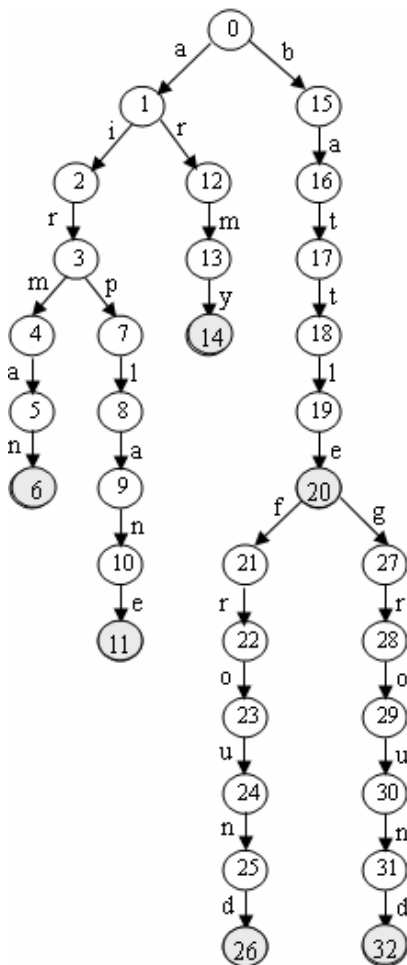 0
a b
1 15
i r a
2 12 16
r m t
3 13 17
m p y t
4 7 14 18
a l l
5 8 19
n a e
6 9 20
n f g
10 21 27
e r r
11 22 28
o o
23 29
u u
24 30
n n
25 31
d d
26 32